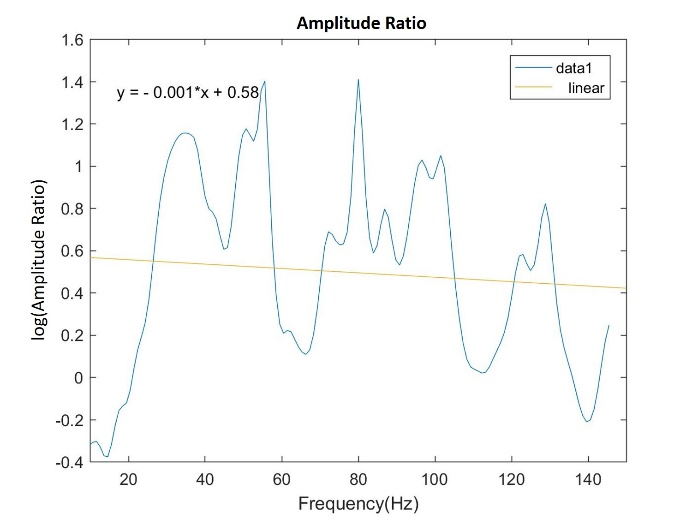 Amplitude Ratio
1.6
1.4
1.2
1
0.8
0.6
0.4
0.2
0
-0.2
-0.4
log(Amplitude Ratio)
y = - 0.001*x + 0.58
data1
linear
20 40 60 80 100 120 140
Frequency(Hz)